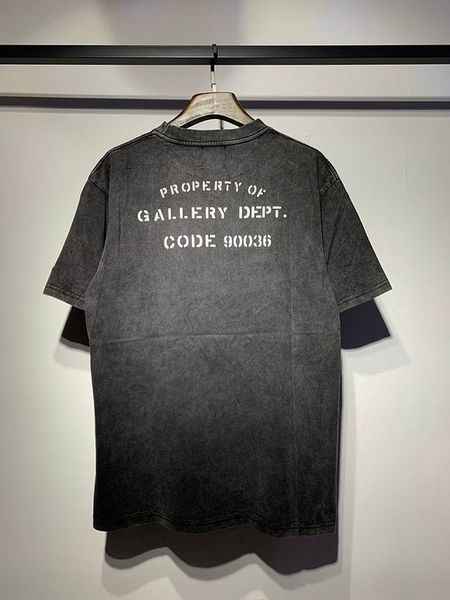 PROPERTY OF
GALLERY DEPT.
CODE 90036